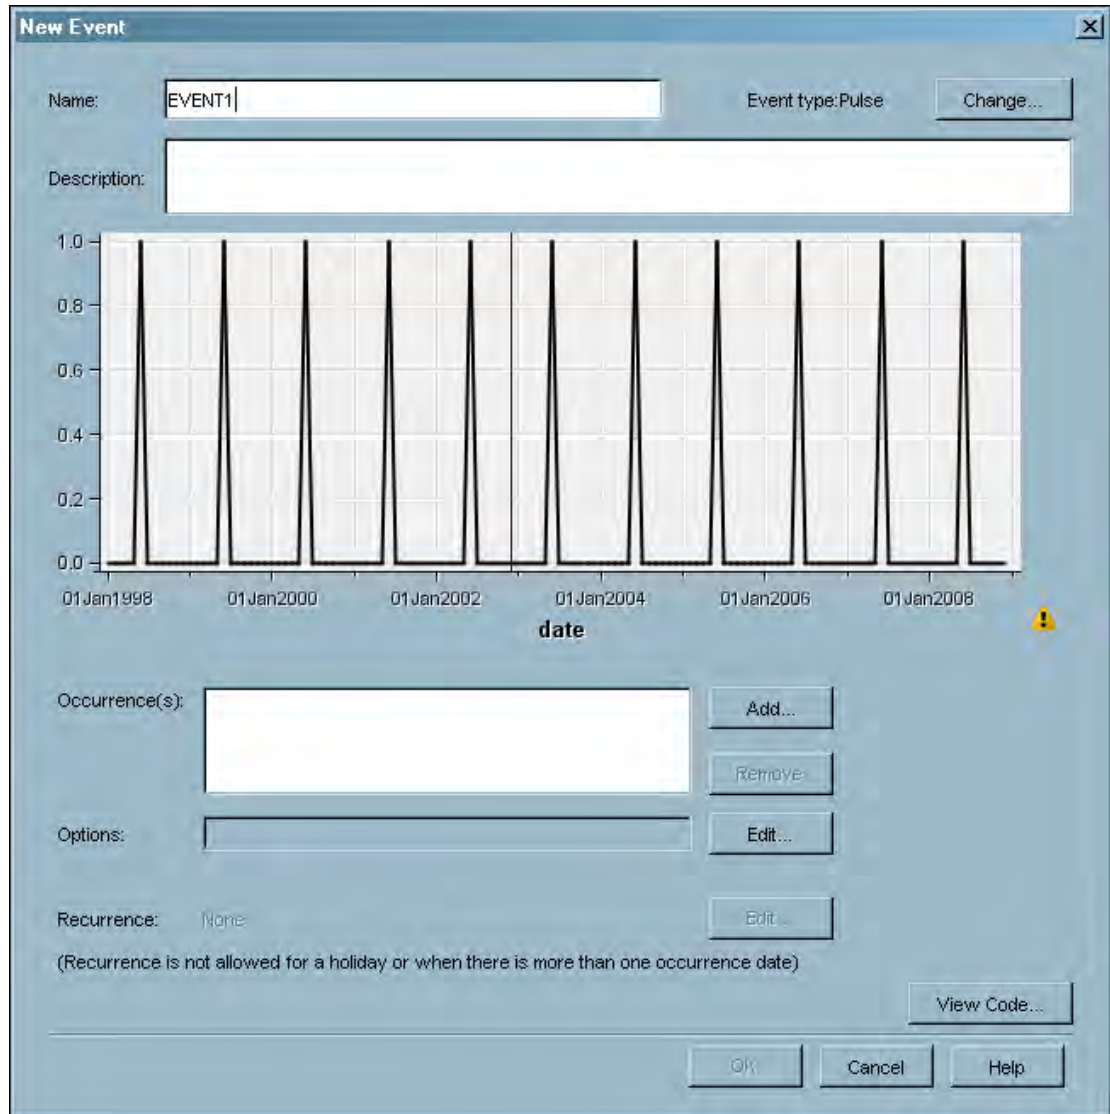 New Event
Name:
EVENT1
Event type:Pulse
Change...
Description:
1.0
0.8
0.6
0.4
0.2
0.0
01Jan1998
01Jan2000
01Jan2002
01Jan2004
01Jan2006
01Jan2008
date
Occurrence(s):
Add...
Remove
Options:
Edit...
Recurrence:
None
Edit...
(Recurrence is not allowed for a holiday or when there is more than one occurrence date)
View Code...
OK
Cancel
Help